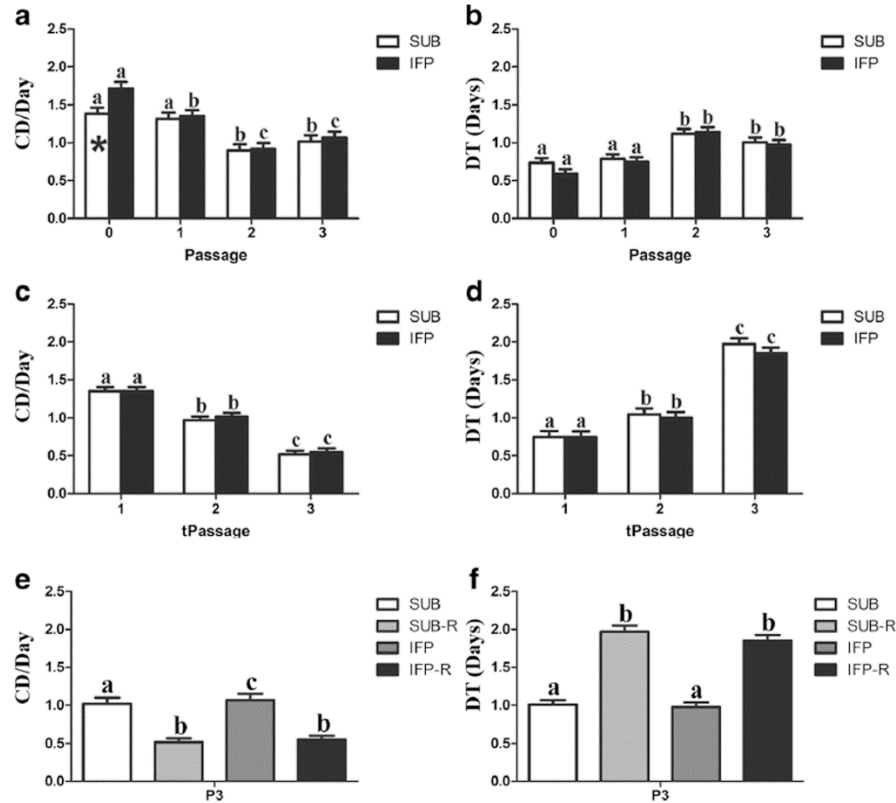 a
CD/Day
2.5
2.0
1.5
1.0
0.5
0.0
a a a b b c b c
*
0 1 2 3
Passage
SUB
IFP
b
DT (Days)
2.5
2.0
1.5
1.0
0.5
0.0
a a a a b b b b
0 1 2 3
Passage
SUB
IFP
c
CD/Day
2.5
2.0
1.5
1.0
0.5
0.0
a a b b c c
1 2 3
tPassage
SUB
IFP
d
DT (Days)
2.5
2.0
1.5
1.0
0.5
0.0
a a b b c c
1 2 3
tPassage
SUB
IFP
e
CD/Day
2.5
2.0
1.5
1.0
0.5
0.0
a b c b
P3
SUB
SUB-R
IFP
IFP-R
f
DT (Days)
2.5
2.0
1.5
1.0
0.5
0.0
a b a b
P3
SUB
SUB-R
IFP
IFP-R